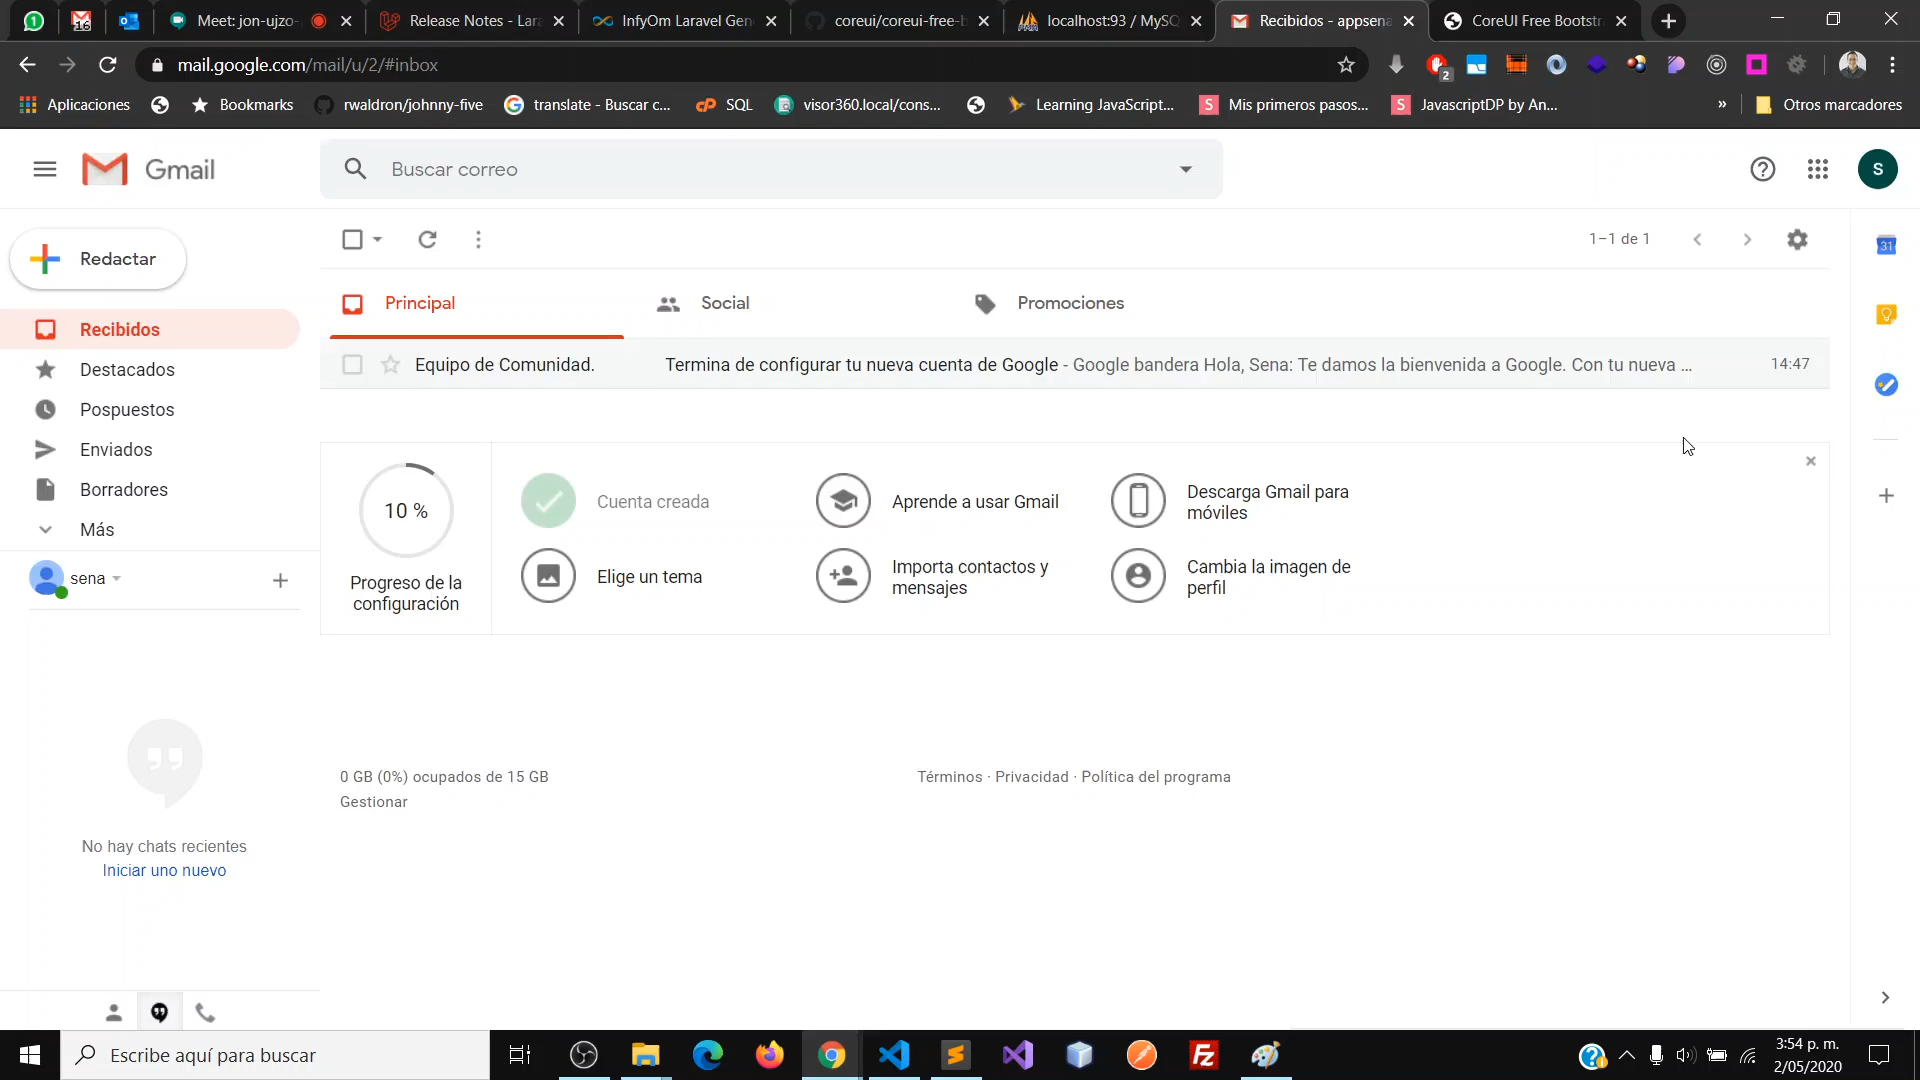 Meet: jon-ujzo-
Release Notes - Lara
InfyOm Laravel Gen
coreui/coreui-free-b
localhost:93 / MySQ
Recibidos - appsena
CoreUI Free Bootstr
mail.google.com/mail/u/2/#inbox
2
Aplicaciones
Bookmarks
rwaldron/johnny-five
translate - Buscar c...
SQL
visor360.local/cons...
Learning JavaScript...
Mis primeros pasos...
JavascriptDP by An...
»
Otros marcadores
Gmail
Buscar correo
S
Redactar
1–1 de 1
31
Recibidos
Principal
Social
Promociones
Destacados
Equipo de Comunidad.
Termina de configurar tu nueva cuenta de Google - Google bandera Hola, Sena: Te damos la bienvenida a Google. Con tu nueva ...
14:47
Pospuestos
Enviados
Borradores
Más
sena
10 %
Progreso de la
configuración
Cuenta creada
Aprende a usar Gmail
Descarga Gmail para
móviles
Elige un tema
Importa contactos y
mensajes
Cambia la imagen de
perfil
0 GB (0%) ocupados de 15 GB
Gestionar
Términos · Privacidad · Política del programa
No hay chats recientes
Iniciar uno nuevo
Escribe aquí para buscar
3:54 p. m.
2/05/2020